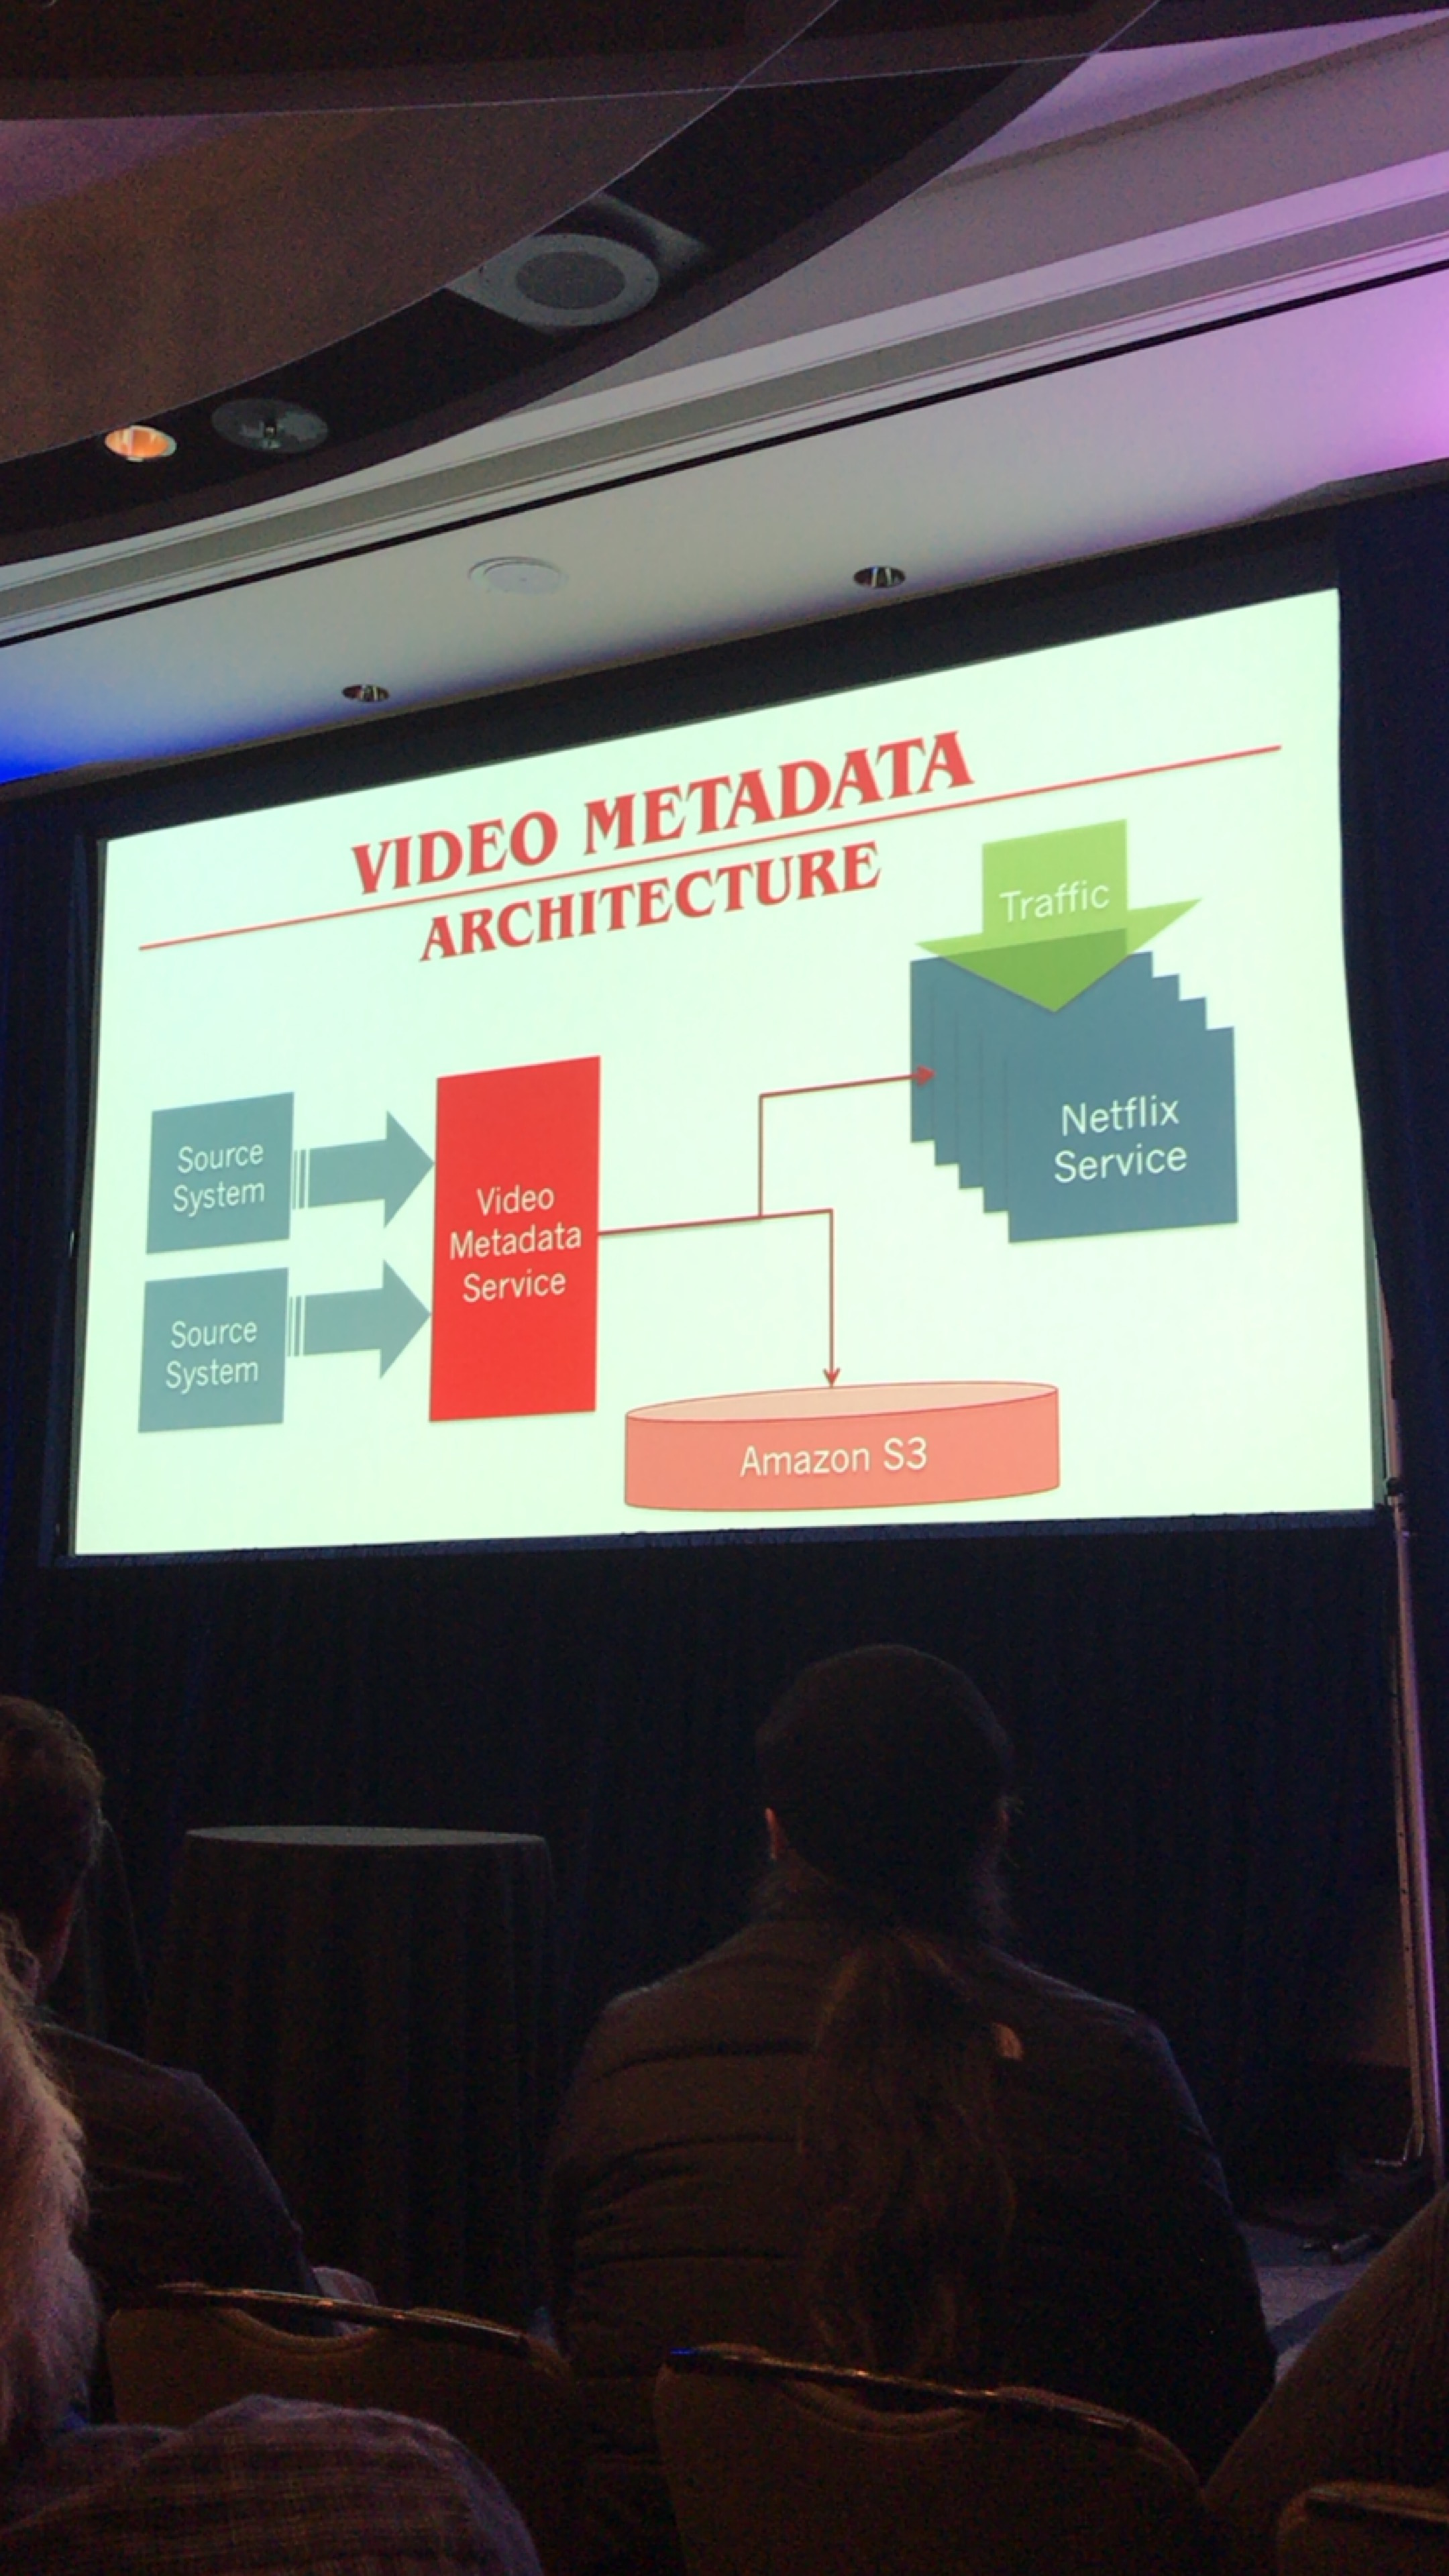 VIDEO METADATA
ARCHITECTURE
Traffic
Netflix
Service
Source
System
Video
Metadata
Service
Source
System
Amazon S3